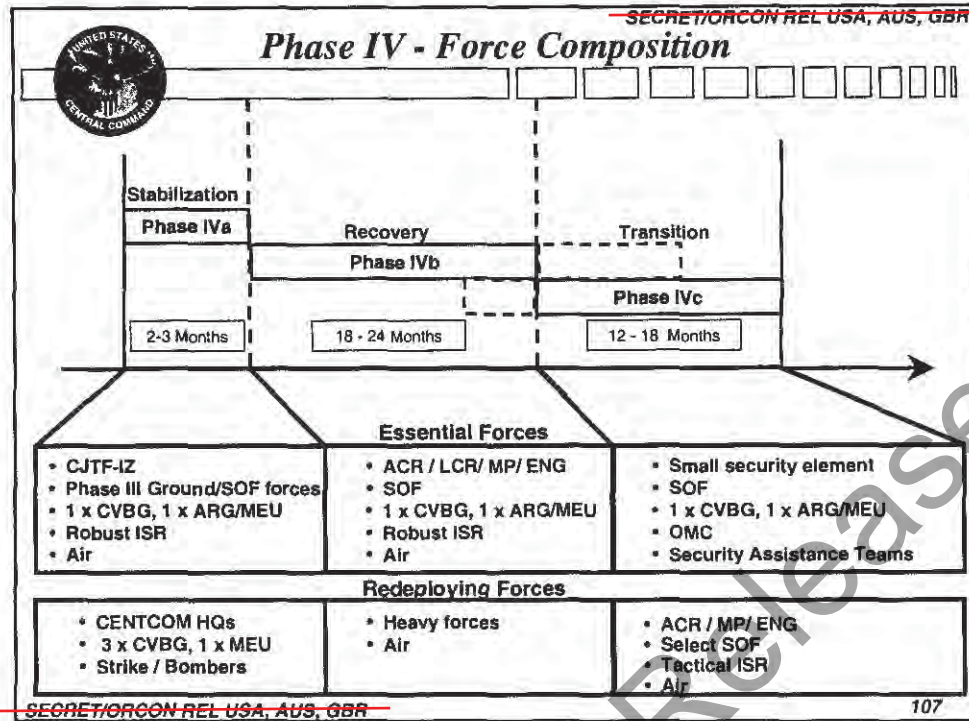 SECRET/ORCON REL USA, AUS, GBR
Phase IV - Force Composition
UNITED STATES
CENTRAL COMMAND
Stabilization
Phase IVa
Recovery
Phase IVb
Transition
Phase IVc
2-3 Months
18 - 24 Months
12 - 18 Months
Essential Forces
• CJTF-IZ
• Phase III Ground/SOF forces
• 1 x CVBG, 1 x ARG/MEU
• Robust ISR
• Air
• ACR / LCR/ MP/ ENG
• SOF
• 1 x CVBG, 1 x ARG/MEU
• Robust ISR
• Air
• Small security element
• SOF
• 1 x CVBG, 1 x ARG/MEU
• OMC
• Security Assistance Teams
Redeploying Forces
• CENTCOM HQs
• 3 x CVBG, 1 x MEU
• Strike / Bombers
• Heavy forces
• Air
• ACR / MP/ ENG
• Select SOF
• Tactical ISR
• Air
SECRET/ORCON REL USA, AUS, GBR
107
Release